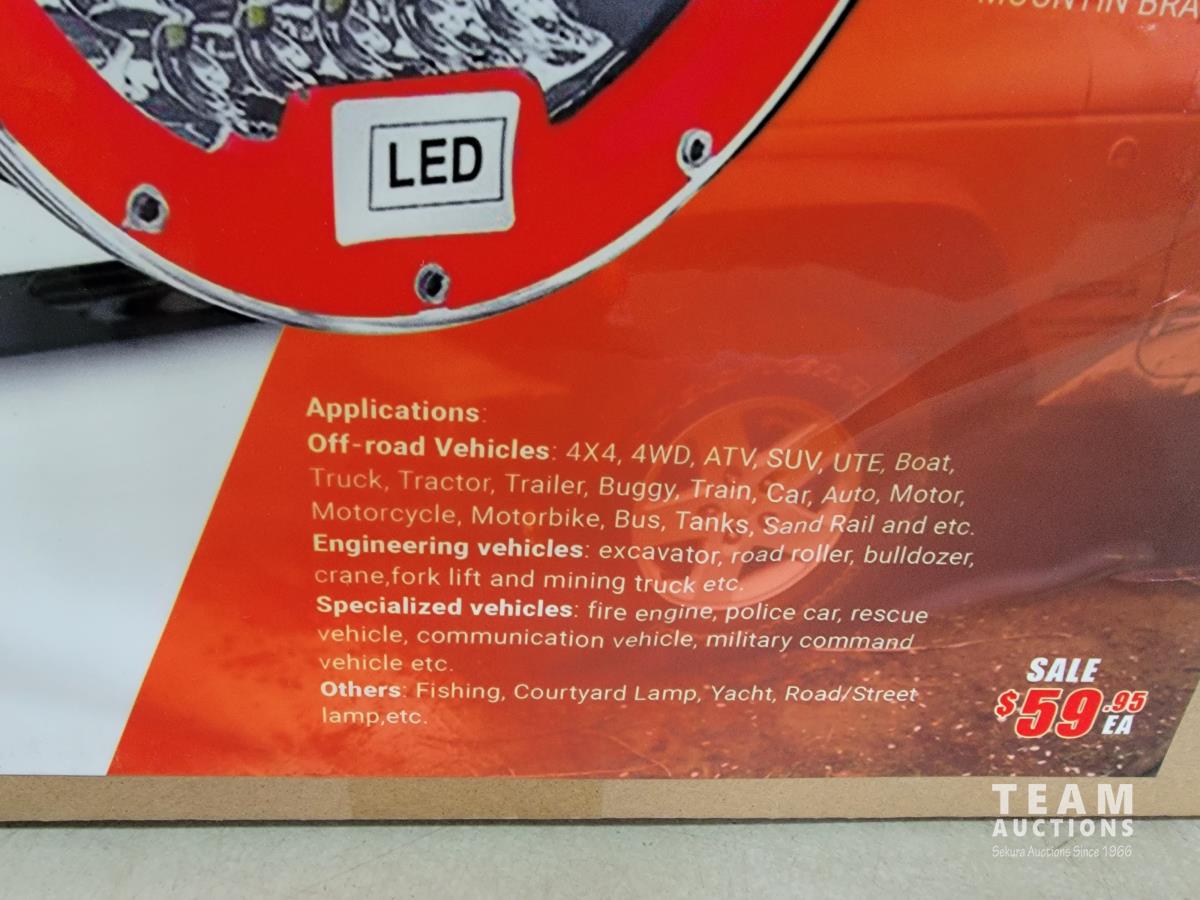 MOUNTIN BRA
LED
Applications:
Off-road Vehicles: 4X4, 4WD, ATV, SUV, UTE, Boat,
Truck, Tractor, Trailer, Buggy, Train, Car, Auto, Motor,
Motorcycle, Motorbike, Bus, Tanks, Sand Rail and etc.
Engineering vehicles: excavator, road roller, bulldozer,
crane,fork lift and mining truck etc.
Specialized vehicles: fire engine, police car, rescue
vehicle, communication vehicle, military command
vehicle etc.
Others: Fishing, Courtyard Lamp, Yacht, Road/Street
lamp,etc.
SALE
$59.95
EA
TEAM
AUCTIONS
Sekura Auctions Since 1966